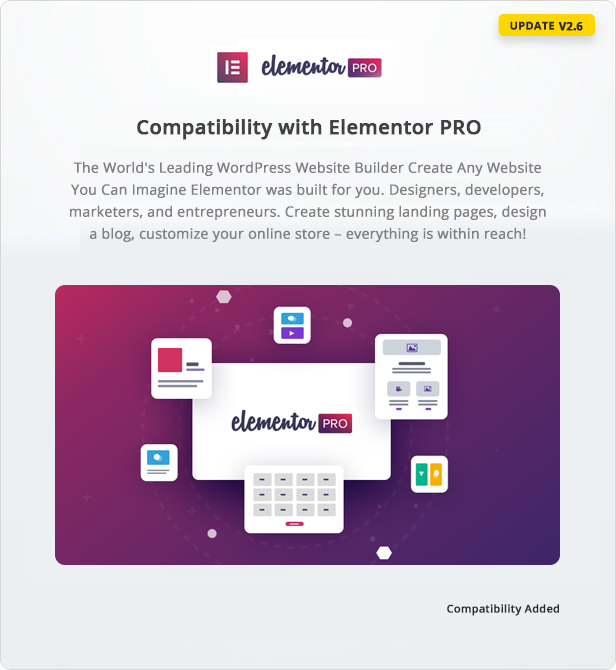 UPDATE V2.6
elementor PRO
Compatibility with Elementor PRO
The World's Leading WordPress Website Builder Create Any Website
You Can Imagine Elementor was built for you. Designers, developers,
marketers, and entrepreneurs. Create stunning landing pages, design
a blog, customize your online store – everything is within reach!
elementor PRO
Compatibility Added